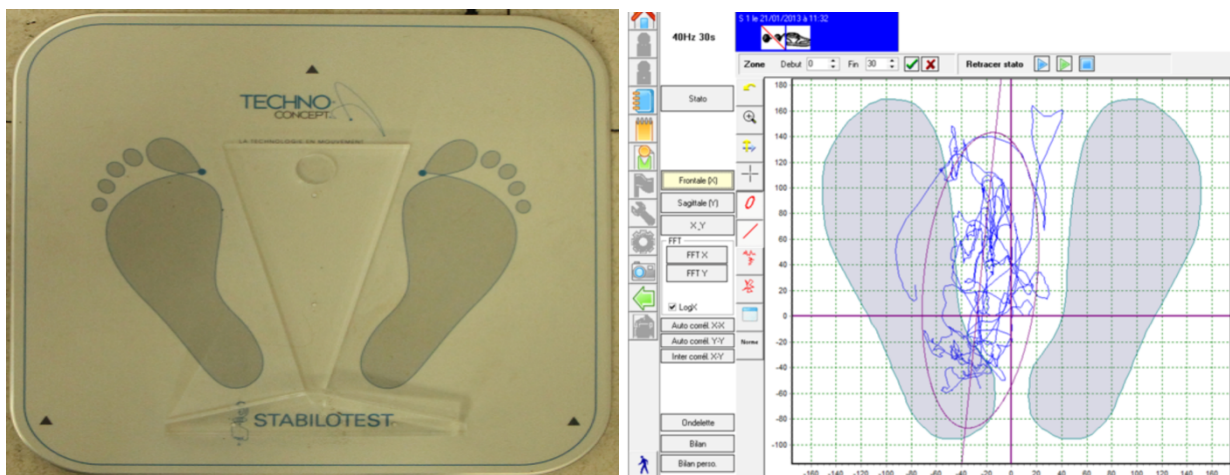 TECHNO
CONCEPT
LA TECHNOLOGIE EN MOUVEMENT
STABILOTEST
S 1 le 21/01/2013 à 11:32
40Hz 30s
Zone Debut 0 Fin 30 Retracer stato
Stato
Frontale (X)
Sagittale (Y)
X_Y
FFT
FFT X
FFT Y
LogX
Auto corrél. X-X
Auto corrél. Y-Y
Inter corrél. X-Y
Norme
Ondelette
Bilan
Bilan perso.
180
160
140
120
100
80
60
40
20
0
-20
-40
-60
-80
-100
-160 -140 -120 -100 -80 -60 -40 -20 0 20 40 60 80 100 120 140 160